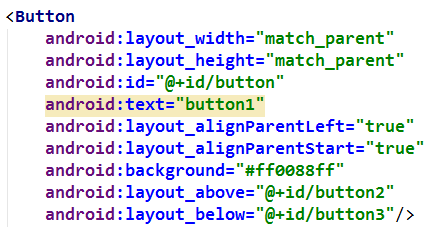 <Button
android:layout_width="match_parent"
android:layout_height="match_parent"
android:id="@+id/button"
android:text="button1"
android:layout_alignParentLeft="true"
android:layout_alignParentStart="true"
android:background="#ff0088ff"
android:layout_above="@+id/button2"
android:layout_below="@+id/button3"/>